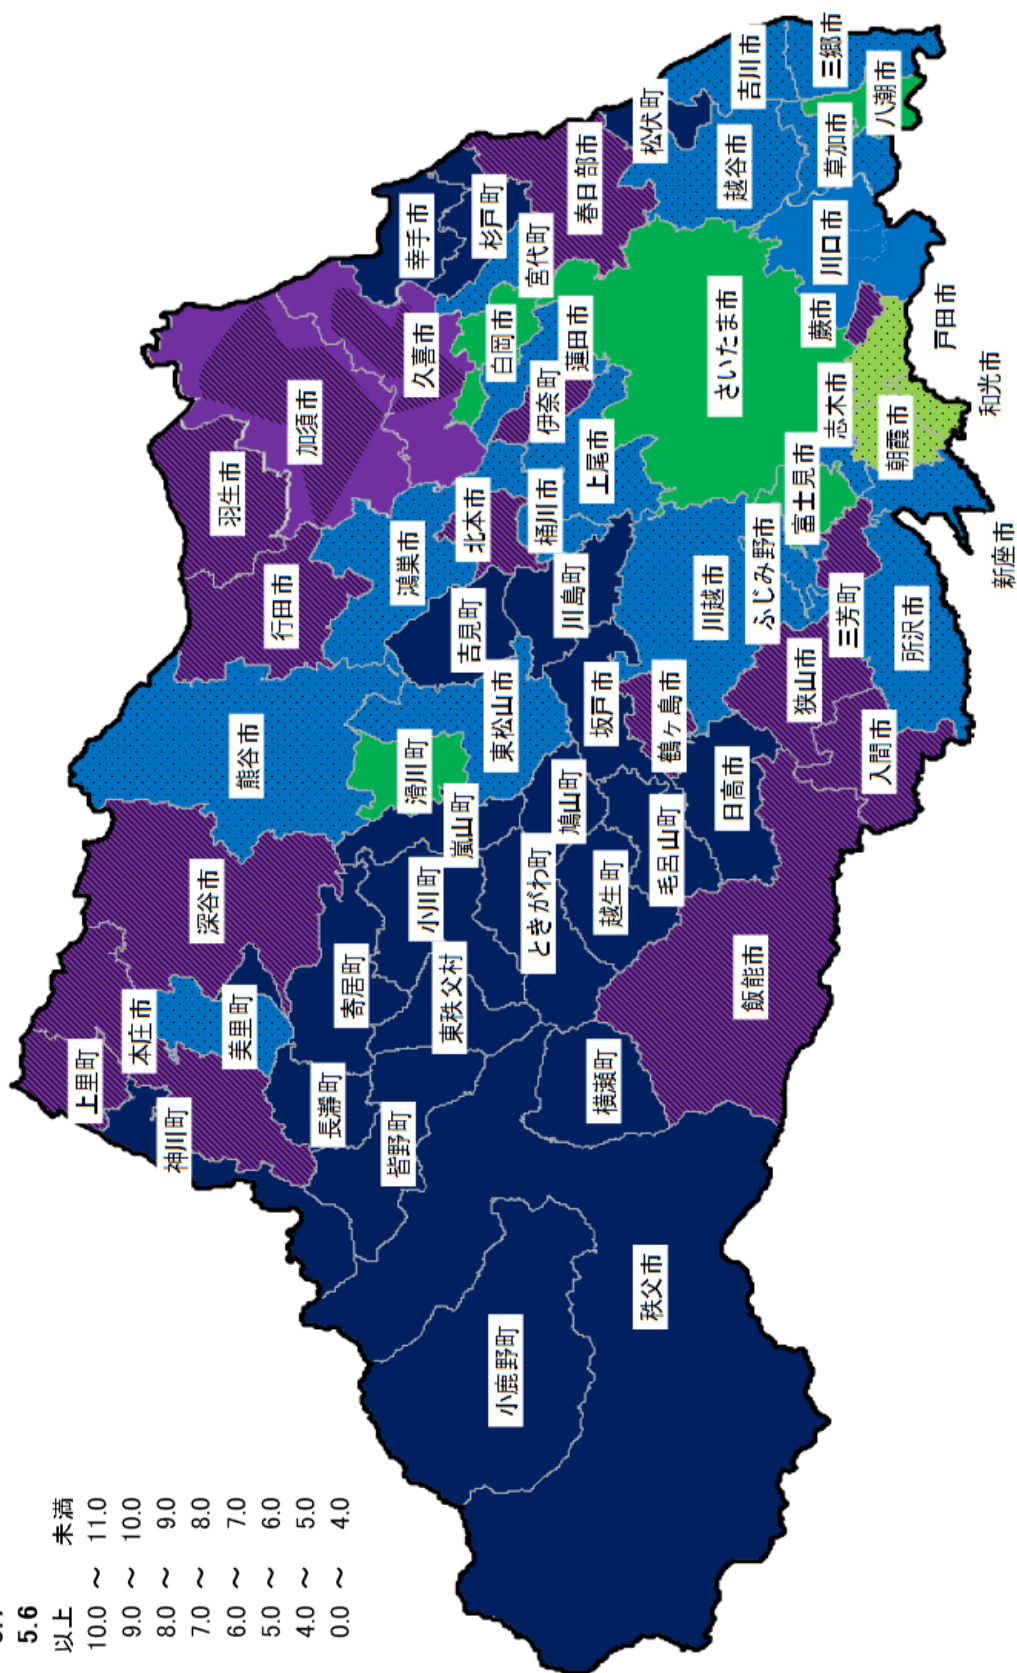 5.6
以上 未満
10.0 ～ 11.0
9.0 ～ 10.0
8.0 ～ 9.0
7.0 ～ 8.0
6.0 ～ 7.0
5.0 ～ 6.0
4.0 ～ 5.0
0.0 ～ 4.0
上里町
本庄市
神川町
美里町
深谷市
熊谷市
行田市
羽生市
加須市
久喜市
幸手市
杉戸町
宮代町
白岡市
蓮田市
春日部市
松伏町
吉川市
三郷市
八潮市
草加市
越谷市
川口市
蕨市
戸田市
さいたま市
伊奈町
上尾市
桶川市
北本市
鴻巣市
吉見町
川島町
東松山市
滑川町
嵐山町
小川町
寄居町
長瀞町
皆野町
東秩父村
ときがわ町
鳩山町
坂戸市
鶴ヶ島市
越生町
毛呂山町
日高市
川越市
ふじみ野市
富士見市
志木市
朝霞市
和光市
新座市
三芳町
所沢市
狭山市
入間市
飯能市
横瀬町
秩父市
小鹿野町